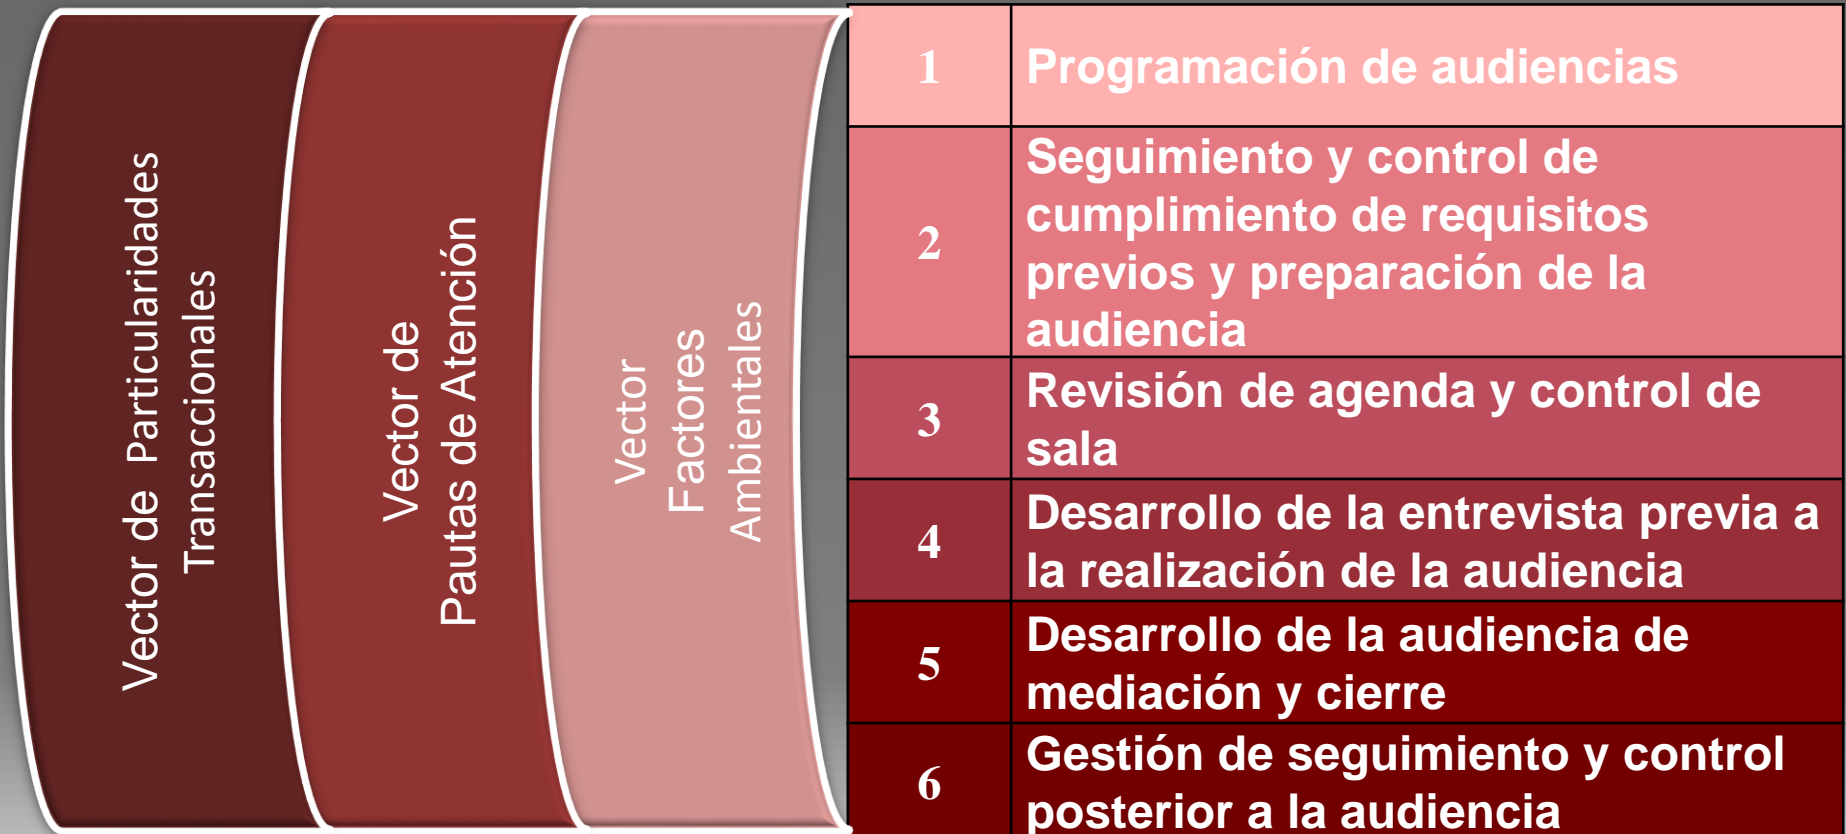 Vector de Particularidades
Transaccionales
Vector de
Pautas de Atención
Vector
Factores
Ambientales
1
Programación de audiencias
2
Seguimiento y control de
cumplimiento de requisitos
previos y preparación de la
audiencia
3
Revisión de agenda y control de
sala
4
Desarrollo de la entrevista previa a
la realización de la audiencia
5
Desarrollo de la audiencia de
mediación y cierre
6
Gestión de seguimiento y control
posterior a la audiencia